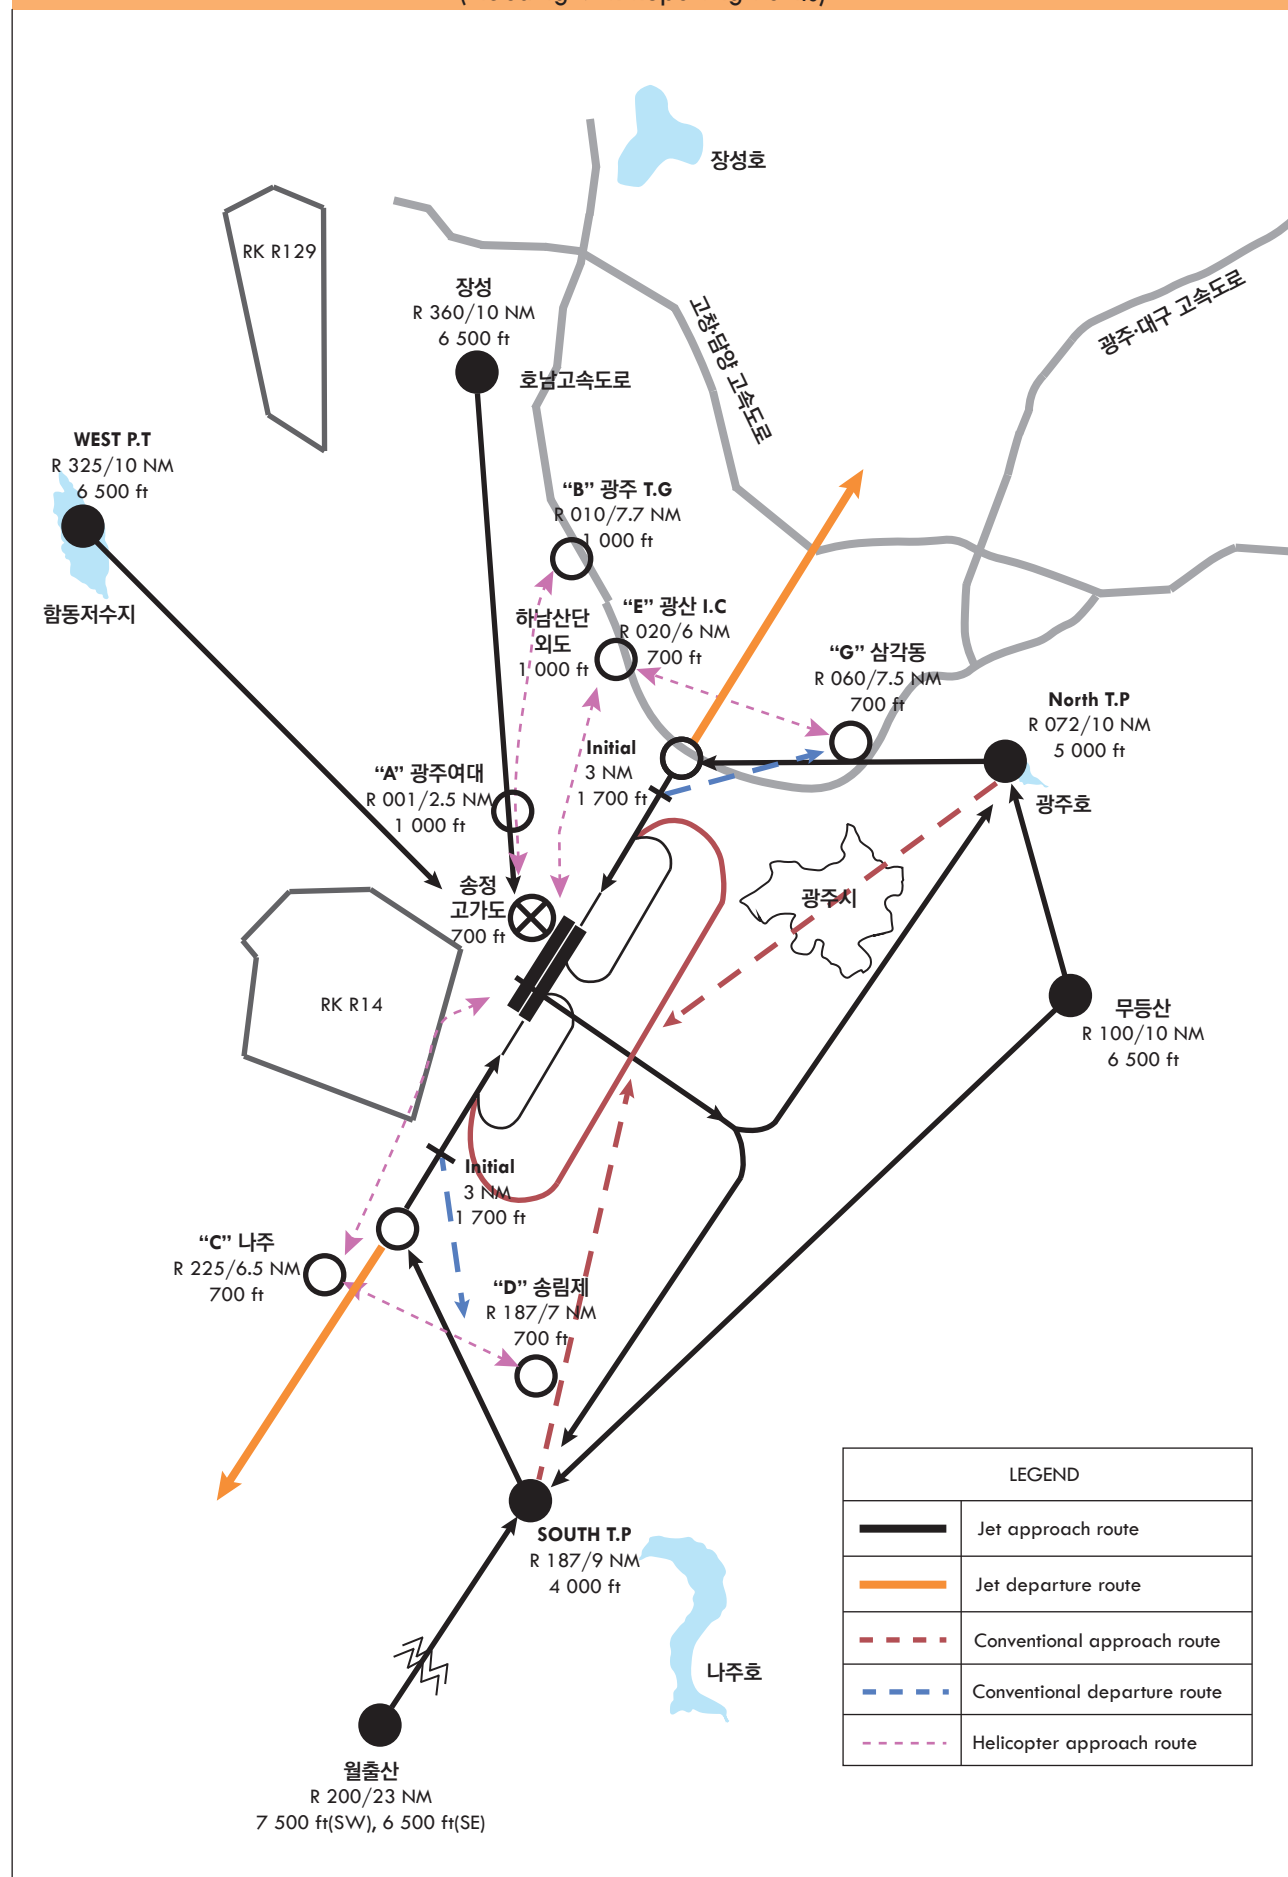 장성호
RK R129
장성
R 360/10 NM
6 500 ft
고창·담양 고속도로
광주·대구 고속도로
호남고속도로
WEST P.T
R 325/10 NM
6 500 ft
함동저수지
“B” 광주 T.G
R 010/7.7 NM
1 000 ft
하남산단
외도
1 000 ft
“E” 광산 I.C
R 020/6 NM
700 ft
“G” 삼각동
R 060/7.5 NM
700 ft
North T.P
R 072/10 NM
5 000 ft
광주호
Initial
3 NM
1 700 ft
“A” 광주여대
R 001/2.5 NM
1 000 ft
송정
고가도
700 ft
광주시
RK R14
무등산
R 100/10 NM
6 500 ft
Initial
3 NM
1 700 ft
“C” 나주
R 225/6.5 NM
700 ft
“D” 송림제
R 187/7 NM
700 ft
SOUTH T.P
R 187/9 NM
4 000 ft
나주호
월출산
R 200/23 NM
7 500 ft(SW), 6 500 ft(SE)
LEGEND
Jet approach route
Jet departure route
Conventional approach route
Conventional departure route
Helicopter approach route